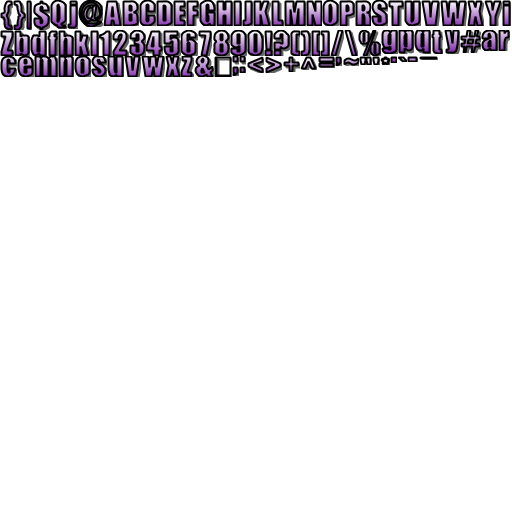 {}|$Qj@ABCDEFGHIJKLMNOPRSTUVWXYi
Zbdfhkl1234567890!?()[]/\%gpqty#ar
cemnosuvwxz&□;:<>+^='~""*·`-_